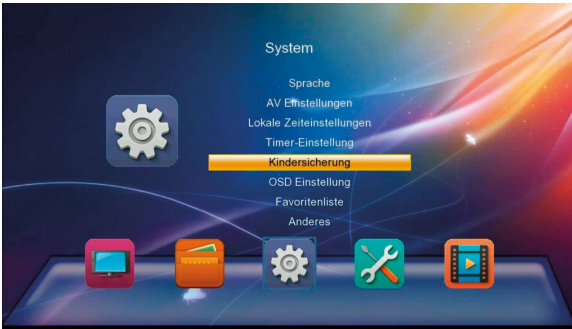 System
Sprache
AV Einstellungen
Lokale Zeiteinstellungen
Timer-Einstellung
Kindersicherung
OSD Einstellung
Favoritenliste
Anderes